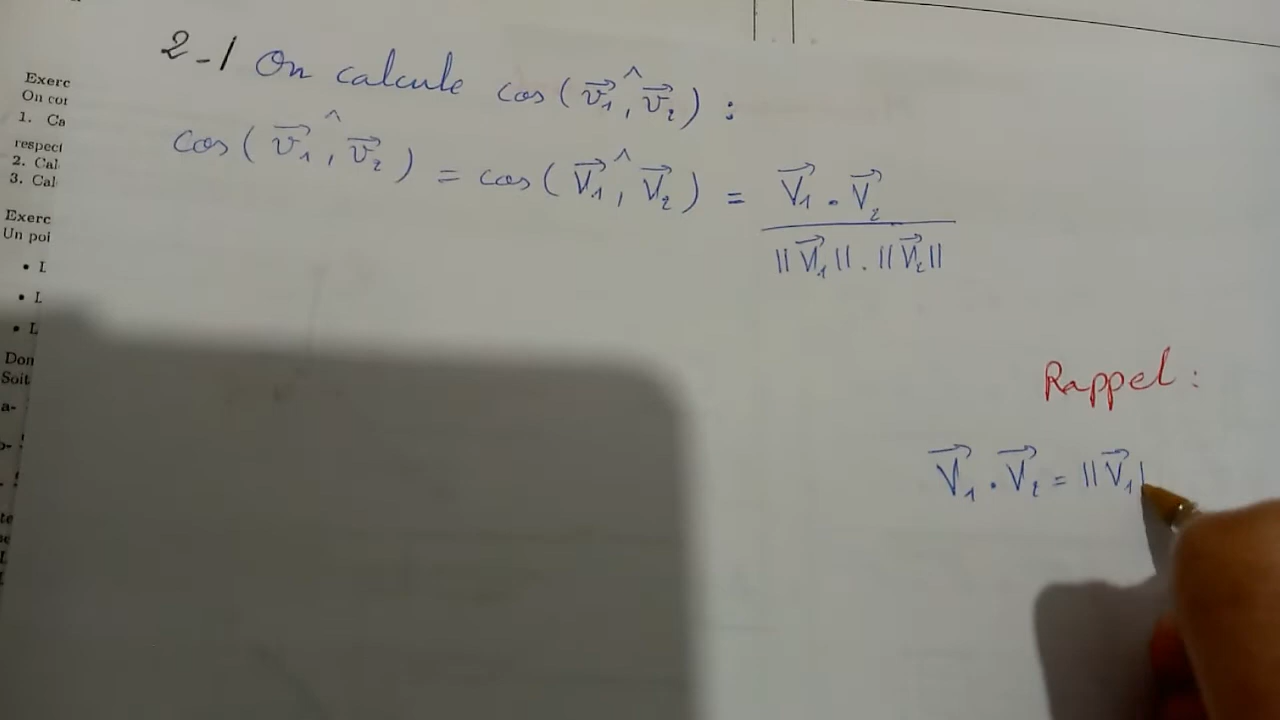 2-1 On calcule cos(v⃗₁,^v⃗₂) :
cos(v⃗₁,^v⃗₂) = cos(V⃗₁,^V⃗₂) = V⃗₁ . V⃗₂
||V⃗₁|| . ||V⃗₂||
Rappel :
V⃗₁ . V⃗₂ = ||V⃗₁|
Exerc
On cor
1. Ca
respect
2. Cal
3. Cal
Exerc
Un poi
• L
• L
• L
Don
Soit
a-